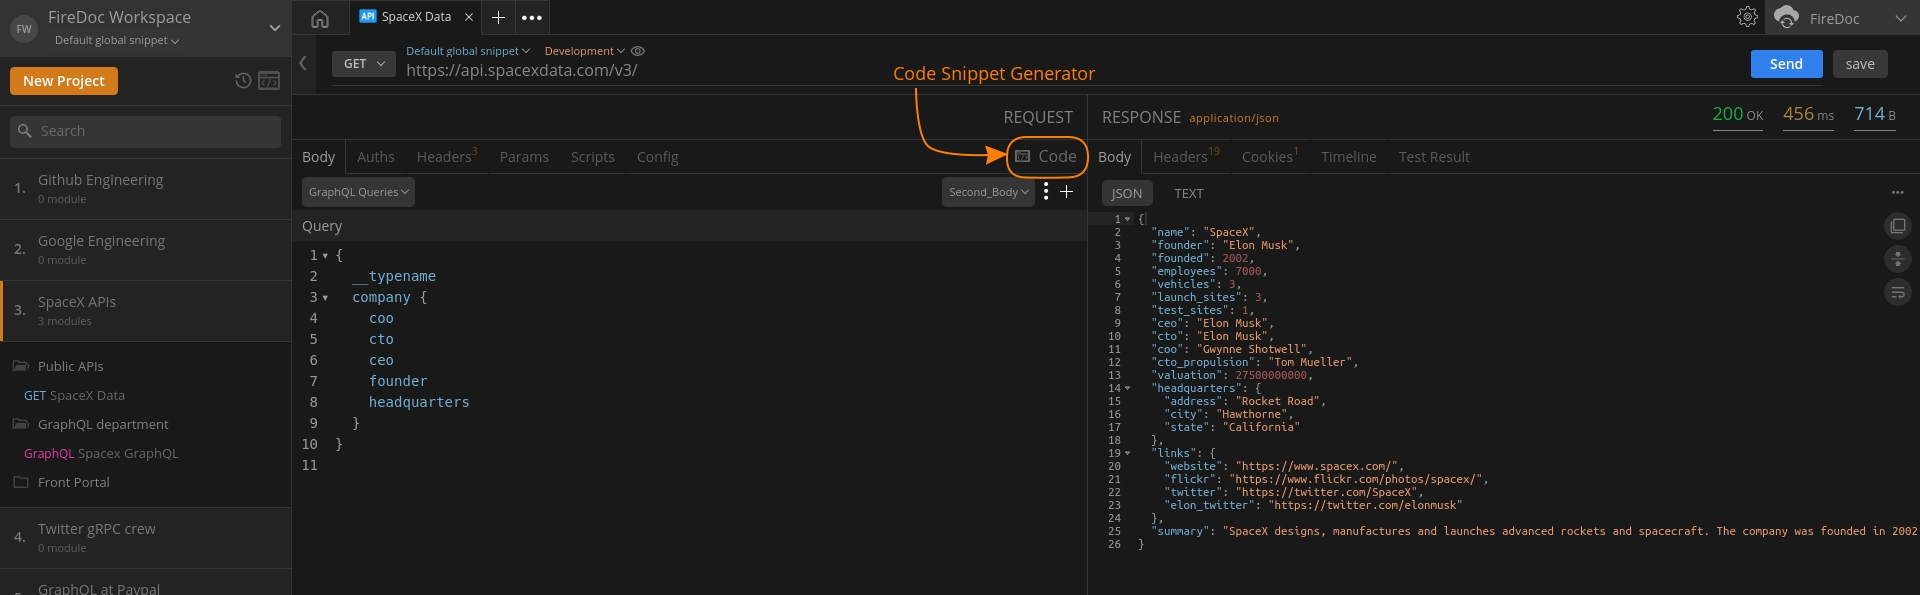 FW
FireDoc Workspace
Default global snippet
New Project
Search
1. Github Engineering
0 module
2. Google Engineering
0 module
3. SpaceX APIs
3 modules
Public APIs
GET SpaceX Data
GraphQL department
GraphQL Spacex GraphQL
Front Portal
4. Twitter gRPC crew
0 module
GraphQL at Paypal
API SpaceX Data
FireDoc
GET
Default global snippet Development
https://api.spacexdata.com/v3/
Send
save
Code Snippet Generator
REQUEST
Body Auths Headers3 Params Scripts Config Code
GraphQL Queries
Second_Body
Query
1 {
2 __typename
3 company {
4 coo
5 cto
6 ceo
7 founder
8 headquarters
9 }
10 }
11
RESPONSE application/json
200 OK 456 ms 714 B
Body Headers19 Cookies1 Timeline Test Result
JSON TEXT
1 {
2 "name": "SpaceX",
3 "founder": "Elon Musk",
4 "founded": 2002,
5 "employees": 7000,
6 "vehicles": 3,
7 "launch_sites": 3,
8 "test_sites": 1,
9 "ceo": "Elon Musk",
10 "cto": "Elon Musk",
11 "coo": "Gwynne Shotwell",
12 "cto_propulsion": "Tom Mueller",
13 "valuation": 27500000000,
14 "headquarters": {
15 "address": "Rocket Road",
16 "city": "Hawthorne",
17 "state": "California"
18 },
19 "links": {
20 "website": "https://www.spacex.com/",
21 "flickr": "https://www.flickr.com/photos/spacex/",
22 "twitter": "https://twitter.com/SpaceX",
23 "elon_twitter": "https://twitter.com/elonmusk"
24 },
25 "summary": "SpaceX designs, manufactures and launches advanced rockets and spacecraft. The company was founded in 2002
26 }